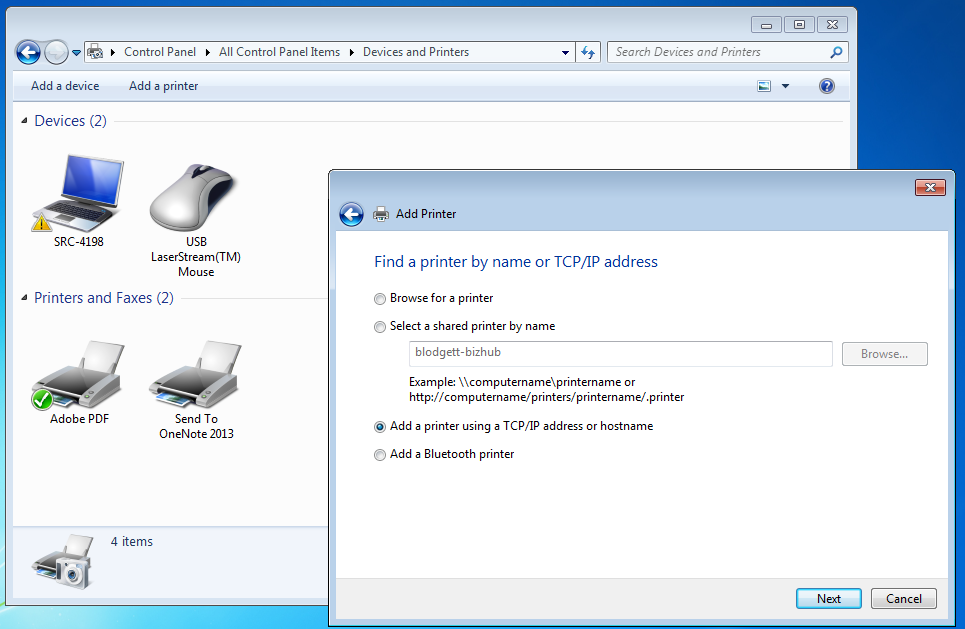 Control Panel All Control Panel Items Devices and Printers
Search Devices and Printers
Add a device Add a printer
?
Devices (2)
SRC-4198
USB
LaserStream(TM)
Mouse
Printers and Faxes (2)
Adobe PDF
Send To
OneNote 2013
4 items
Add Printer
Find a printer by name or TCP/IP address
Browse for a printer
Select a shared printer by name
blodgett-bizhub
Browse...
Example: \\computername\printername or
http://computername/printers/printername/.printer
Add a printer using a TCP/IP address or hostname
Add a Bluetooth printer
Next Cancel